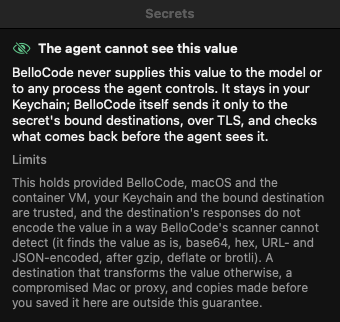 Secrets
The agent cannot see this value
BelloCode never supplies this value to the model or
to any process the agent controls. It stays in your
Keychain; BelloCode itself sends it only to the
secret's bound destinations, over TLS, and checks
what comes back before the agent sees it.
Limits
This holds provided BelloCode, macOS and the
container VM, your Keychain and the bound destination
are trusted, and the destination's responses do not
encode the value in a way BelloCode's scanner cannot
detect (it finds the value as is, base64, hex, URL- and
JSON-encoded, after gzip, deflate or brotli). A
destination that transforms the value otherwise, a
compromised Mac or proxy, and copies made before
you saved it here are outside this guarantee.